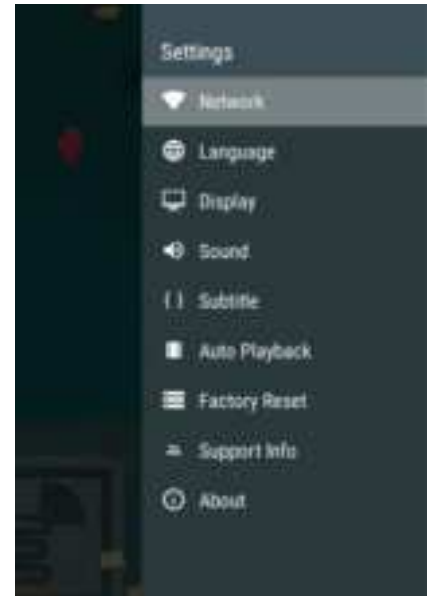 Settings
Network
Language
Display
Sound
Subtitle
Auto Playback
Factory Reset
Support Info
About